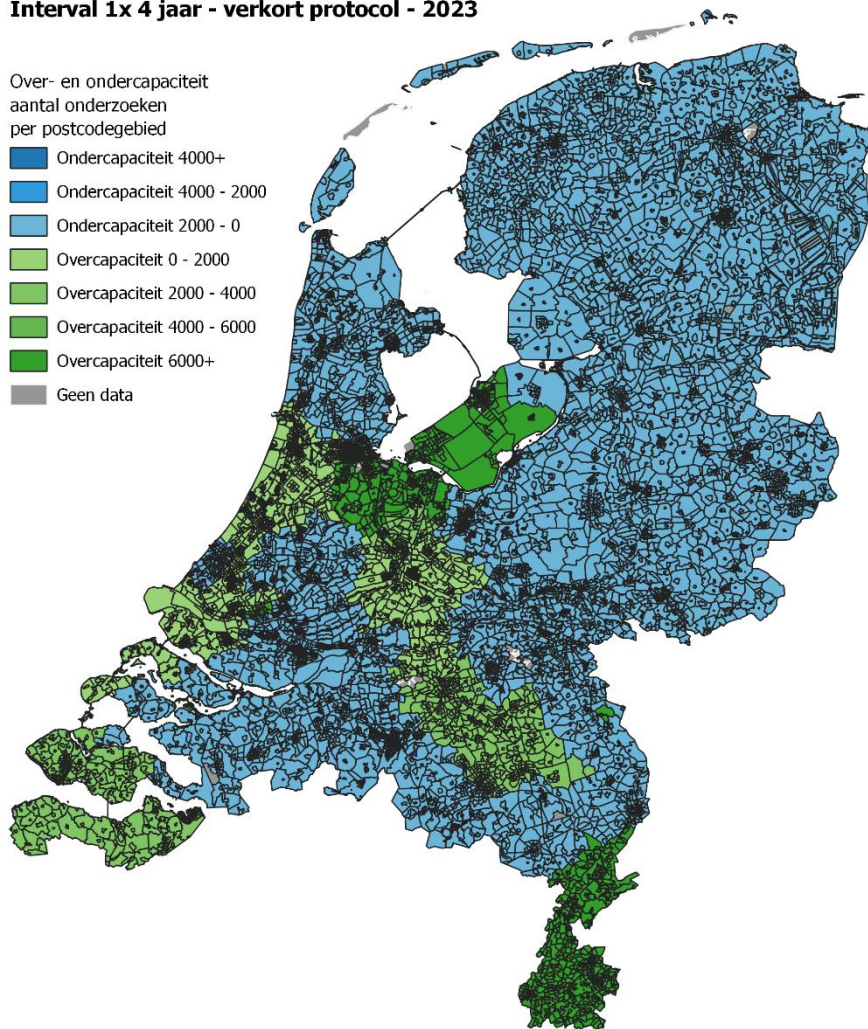 Interval 1x 4 jaar - verkort protocol - 2023
Over- en ondercapaciteit
aantal onderzoeken
per postcodegebied
Ondercapaciteit 4000+
Ondercapaciteit 4000 - 2000
Ondercapaciteit 2000 - 0
Overcapaciteit 0 - 2000
Overcapaciteit 2000 - 4000
Overcapaciteit 4000 - 6000
Overcapaciteit 6000+
Geen data